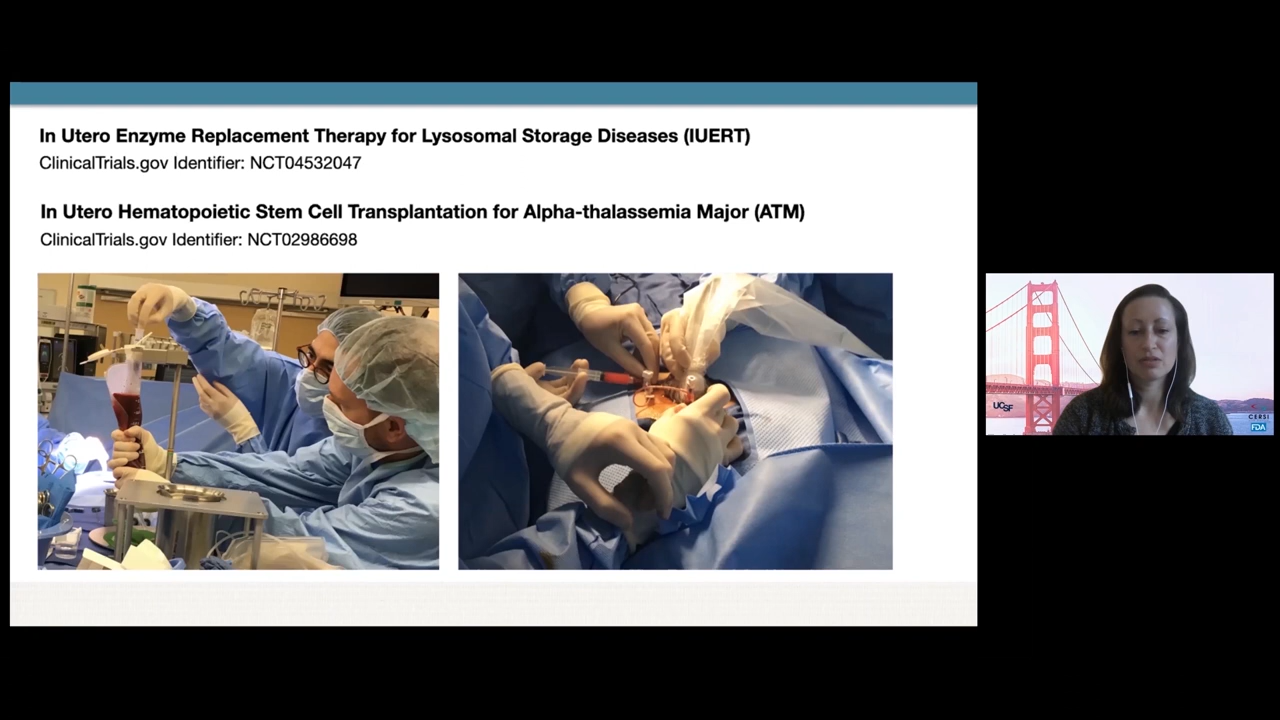 In Utero Enzyme Replacement Therapy for Lysosomal Storage Diseases (IUERT)
ClinicalTrials.gov Identifier: NCT04532047
In Utero Hematopoietic Stem Cell Transplantation for Alpha-thalassemia Major (ATM)
ClinicalTrials.gov Identifier: NCT02986698
UCSF
CERSI
FDA